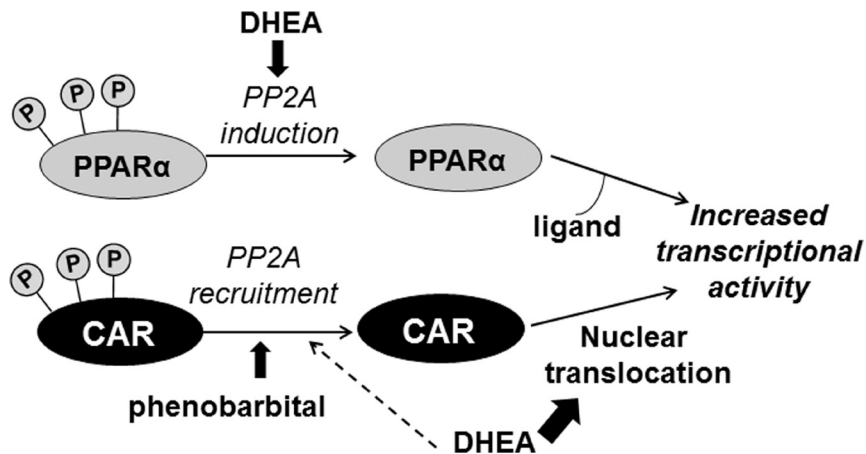 DHEA
PP2A
induction
P P P
PPARα
PPARα
ligand
Increased
transcriptional
activity
P P P
PP2A
recruitment
CAR
CAR
Nuclear
translocation
phenobarbital
DHEA